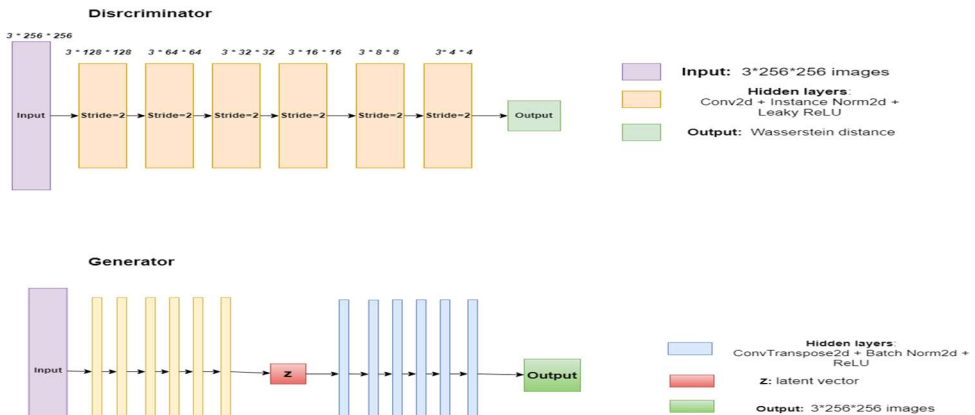 Disrcriminator
3 * 256 * 256
3 * 128 * 128 3 * 64 * 64 3 * 32 * 32 3 * 16 * 16 3 * 8 * 8 3* 4 * 4
Input Stride=2 Stride=2 Stride=2 Stride=2 Stride=2 Stride=2 Output
Input: 3*256*256 images
Hidden layers:
Conv2d + Instance Norm2d +
Leaky ReLU
Output: Wasserstein distance
Generator
Input z Output
Hidden layers:
ConvTranspose2d + Batch Norm2d +
ReLU
Z: latent vector
Output: 3*256*256 images